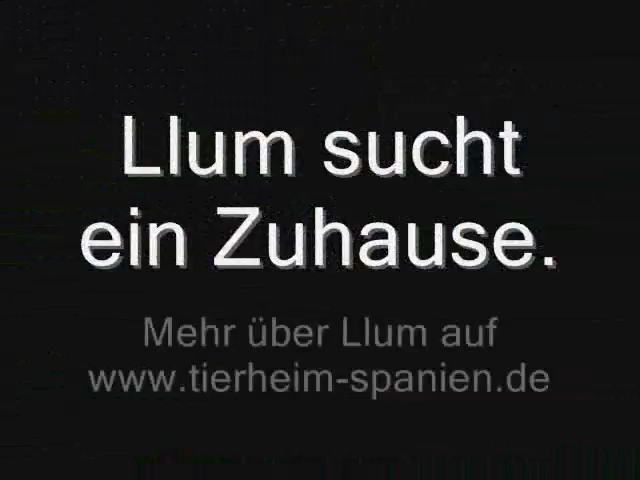 Llum sucht
ein Zuhause.
Mehr über Llum auf
www.tierheim-spanien.de